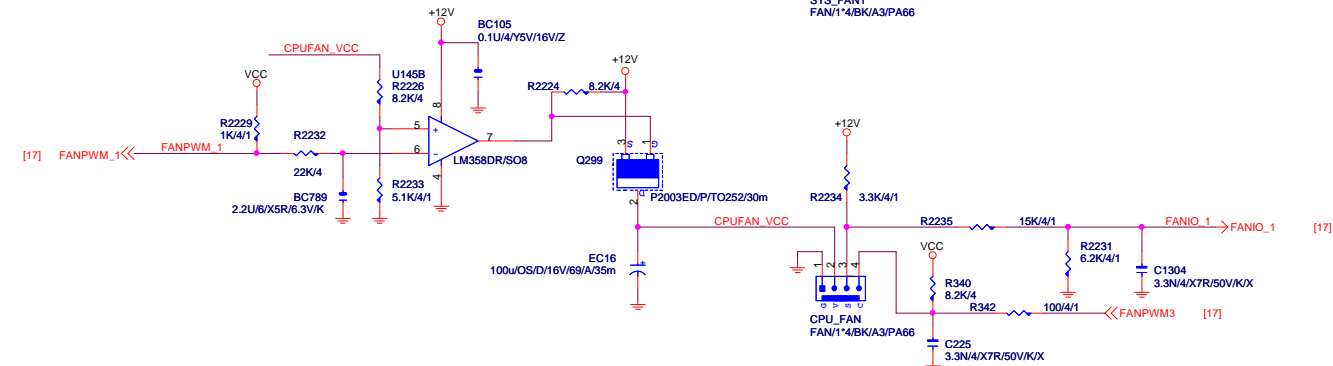 SYS_FAN1
FAN/1*4/BK/A3/PA66
+12V
BC105
0.1U/4/Y5V/16V/Z
CPUFAN_VCC
+12V
VCC
U145B
R2226
8.2K/4
R2224
8.2K/4
8
R2229
1K/4/1
R2232
5
+
7
3
S
1
G
+12V
[17]
FANPWM_1
FANPWM_1
6
-
LM358DR/SO8
Q299
22K/4
4
R2233
5.1K/4/1
BC789
2.2U/6/X5R/6.3V/K
D
2
P2003ED/P/TO252/30m
R2234
3.3K/4/1
CPUFAN_VCC
R2235
15K/4/1
FANIO_1
FANIO_1
[17]
EC16
100u/OS/D/16V/69/A/35m
+
1
2
3
4
VCC
R2231
6.2K/4/1
C1304
3.3N/4/X7R/50V/K/X
R340
8.2K/4
G
V
S
C
R342
100/4/1
FANPWM3
[17]
CPU_FAN
FAN/1*4/BK/A3/PA66
C225
3.3N/4/X7R/50V/K/X